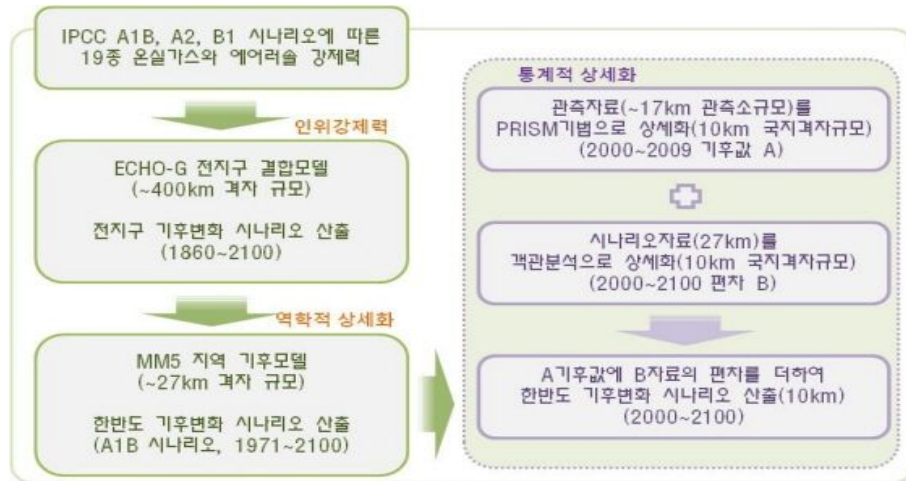 IPCC A1B, A2, B1 시나리오에 따른
19종 온실가스와 에어러솔 강제력
인위강제력
ECHO-G 전지구 결합모델
(~400km 격자 규모)
전지구 기후변화 시나리오 산출
(1860~2100)
역학적 상세화
MM5 지역 기후모델
(~27km 격자 규모)
한반도 기후변화 시나리오 산출
(A1B 시나리오, 1971~2100)
통계적 상세화
관측자료(~17km 관측소규모)를
PRISM기법으로 상세화(10km 국지격자규모)
(2000~2009 기후값 A)
시나리오자료(27km)를
객관분석으로 상세화(10km 국지격자규모)
(2000~2100 편차 B)
A기후값에 B자료의 편차를 더하여
한반도 기후변화 시나리오 산출(10km)
(2000~2100)